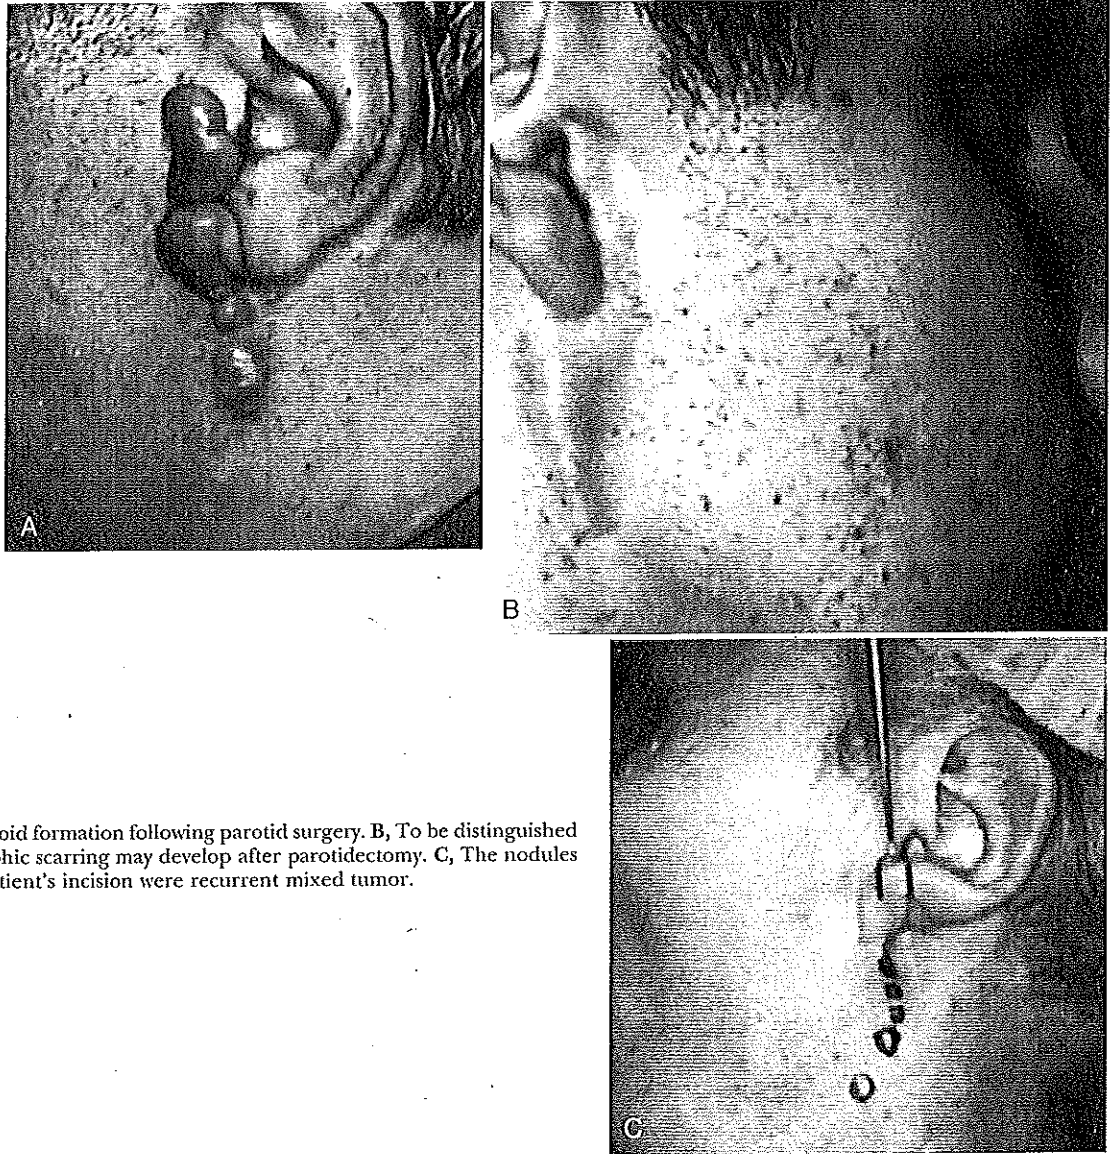 A
B
oid formation following parotid surgery. B, To be distinguished
hic scarring may develop after parotidectomy. C, The nodules
tient's incision were recurrent mixed tumor.
C